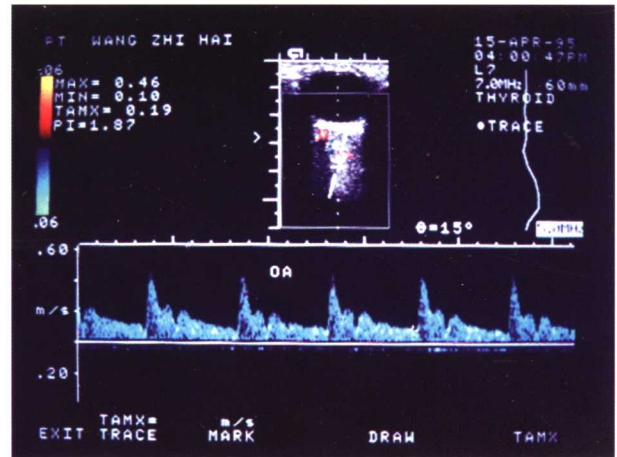 PT WANG ZHI HAI
15-APR-95
04:00:47PM
L7
7.0MHz 60mm
THYROID
•TRACE
.06
MAX= 0.46
MIN= 0.10
TAMX= 0.19
PI=1.87
.06
θ=15°
5.0MHz
.60
OA
m/s
.20
TAMX= m/s
EXIT TRACE MARK DRAW TAMX